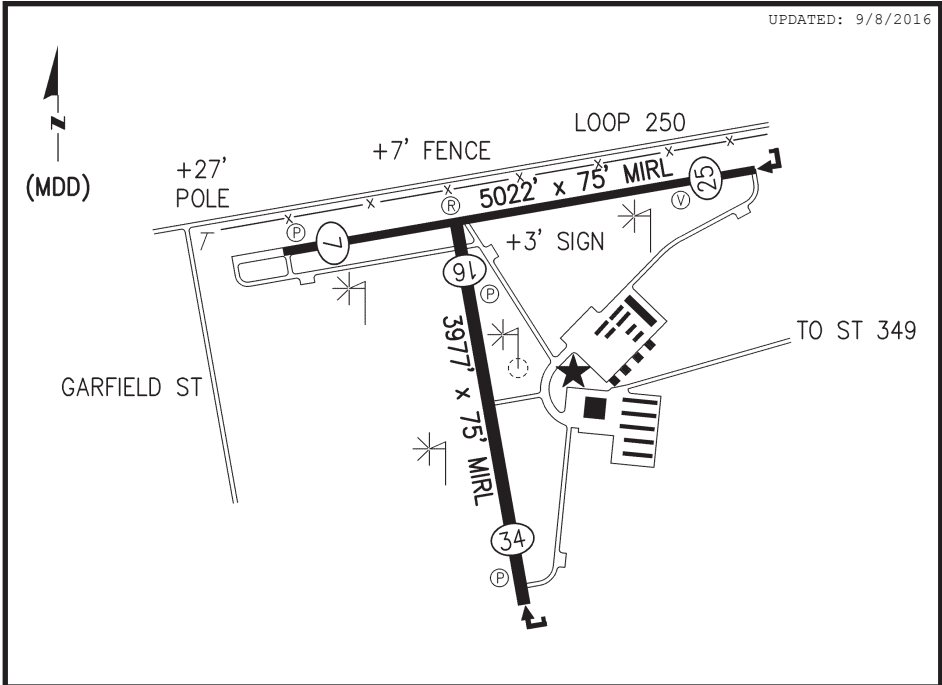 UPDATED: 9/8/2016
N
(MDD)
LOOP 250
+7' FENCE
+27'
POLE
5022' x 75' MIRL
25
R
V
P
7
+3' SIGN
16
P
3977' x 75' MIRL
TO ST 349
GARFIELD ST
34
P